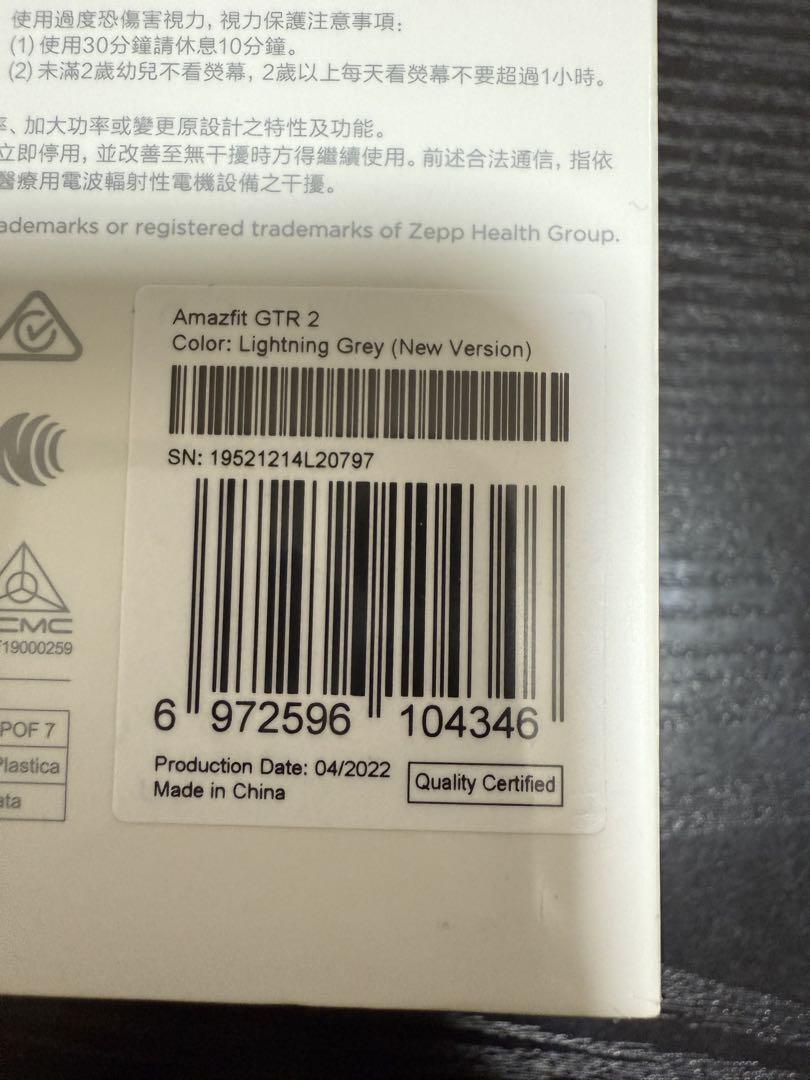 使用過度恐傷害視力, 視力保護注意事項:
(1) 使用30分鐘請休息10分鐘。
(2) 未滿2歲幼兒不看熒幕, 2歲以上每天看熒幕不要超過1小時。
率、加大功率或變更原設計之特性及功能。
立即停用, 並改善至無干擾時方得繼續使用。前述合法通信, 指依
醫療用電波輻射性電機設備之干擾。
ademarks or registered trademarks of Zepp Health Group.
Amazfit GTR 2
Color: Lightning Grey (New Version)
SN: 19521214L20797
6 972596 104346
Production Date: 04/2022
Made in China
Quality Certified
CMC
19000259
POF 7
Plastica
ata